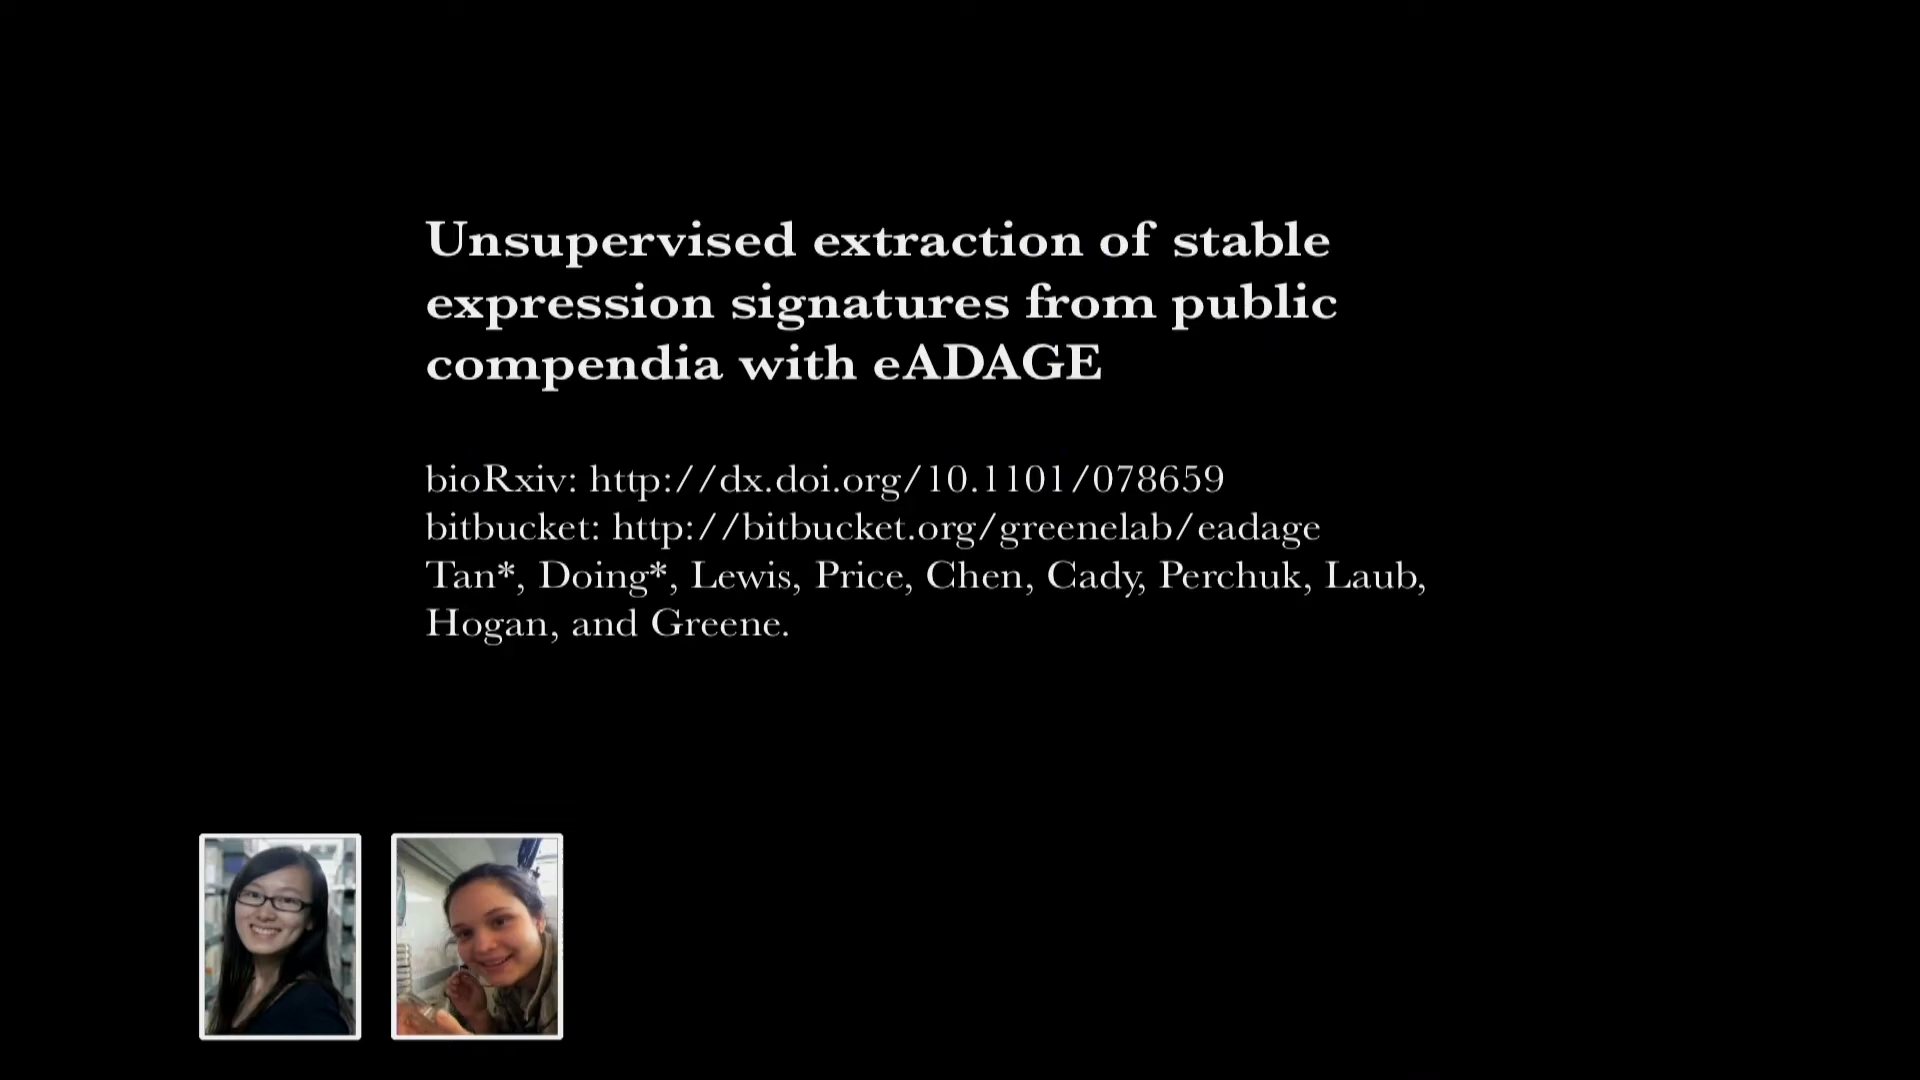 Unsupervised extraction of stable
expression signatures from public
compendia with eADAGE
bioRxiv: http://dx.doi.org/10.1101/078659
bitbucket: http://bitbucket.org/greenelab/eadage
Tan*, Doing*, Lewis, Price, Chen, Cady, Perchuk, Laub,
Hogan, and Greene.